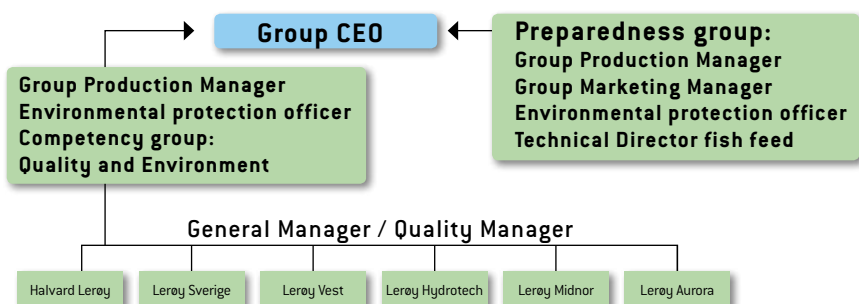 Group CEO
Preparedness group:
Group Production Manager
Group Marketing Manager
Environmental protection officer
Technical Director fish feed
Group Production Manager
Environmental protection officer
Competency group:
Quality and Environment
General Manager / Quality Manager
Halvard Lerøy
Lerøy Sverige
Lerøy Vest
Lerøy Hydrotech
Lerøy Midnor
Lerøy Aurora